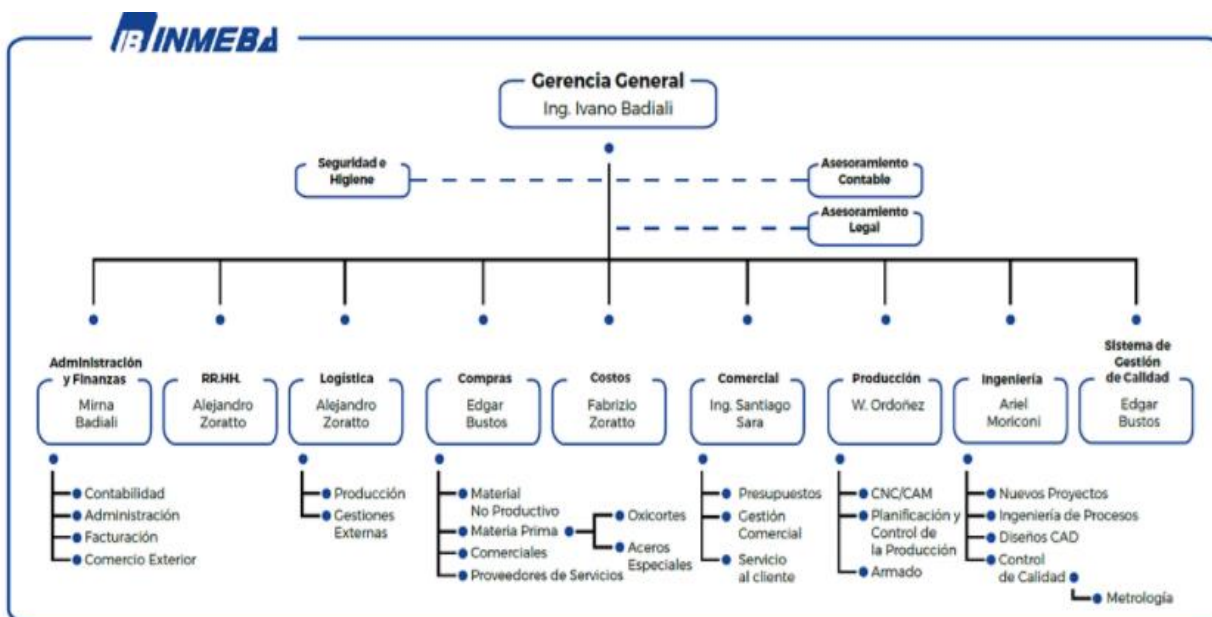 IB INMEBA
Gerencia General
Ing. Ivano Badiali
Seguridad e
Higiene
Asesoramiento
Contable
Asesoramiento
Legal
Administración
y Finanzas
Mirna
Badiali
RR.HH.
Alejandro
Zoratto
Logística
Alejandro
Zoratto
Compras
Edgar
Bustos
Costos
Fabrizio
Zoratto
Comercial
Ing. Santiago
Sara
Producción
W. Ordoñez
Ingeniería
Ariel
Moriconi
Sistema de
Gestión
de Calidad
Edgar
Bustos
Contabilidad
Administración
Facturación
Comercio Exterior
Producción
Gestiones
Externas
Material
No Productivo
Materia Prima
Comerciales
Proveedores de Servicios
Oxicortes
Aceros
Especiales
Presupuestos
Gestión
Comercial
Servicio
al cliente
CNC/CAM
Planificación y
Control de
la Producción
Armado
Nuevos Proyectos
Ingeniería de Procesos
Diseños CAD
Control
de Calidad
Metrología